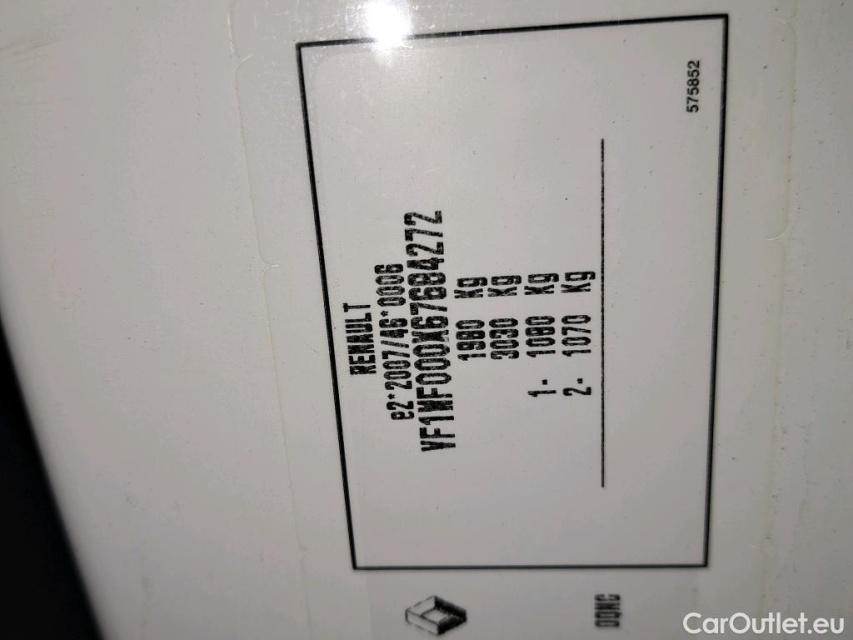 RENAULT
e2*2007/46*0006
VF1MF000X67684272
1980 Kg
3030 Kg
1- 1080 Kg
2- 1070 Kg
575852
DQNC
CarOutlet.eu